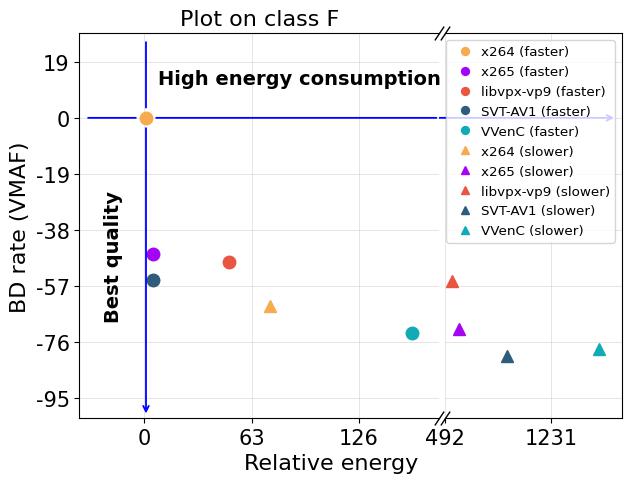 Plot on class F
High energy consumption
Best quality
BD rate (VMAF)
19
0
-19
-38
-57
-76
-95
x264 (faster)
x265 (faster)
libvpx-vp9 (faster)
SVT-AV1 (faster)
VVenC (faster)
x264 (slower)
x265 (slower)
libvpx-vp9 (slower)
SVT-AV1 (slower)
VVenC (slower)
0 63 126 492 1231
Relative energy